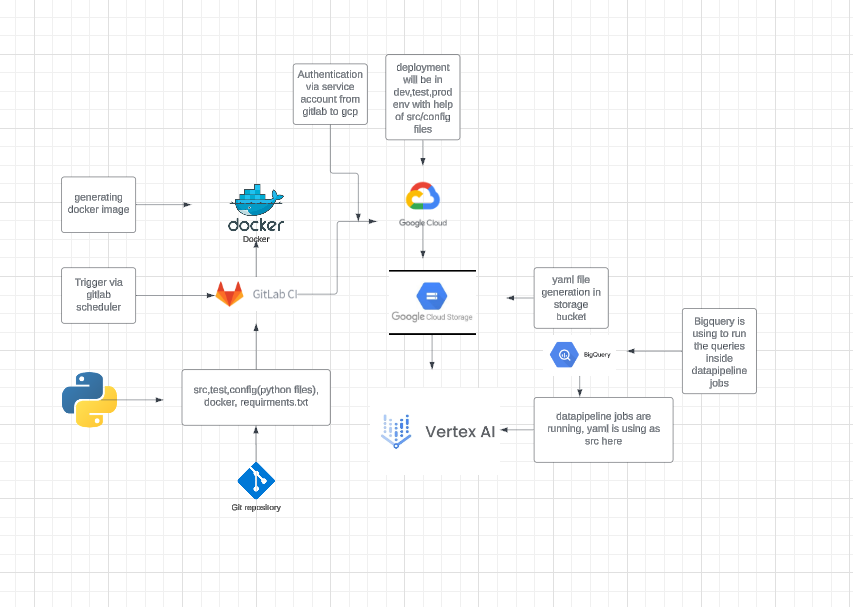 Authentication
via service
account from
gitlab to gcp
deployment
will be in
dev,test,prod
env with help
of src/config
files
generating
docker image
docker
Docker
Google Cloud
Trigger via
gitlab
scheduler
GitLab CI
Google Cloud Storage
yaml file
generation in
storage
bucket
BigQuery
Bigquery is
using to run
the queries
inside
datapipeline
jobs
src,test,config(python files),
docker, requirments.txt
Vertex AI
datapipeline jobs are
running, yaml is using as
src here
Git repository